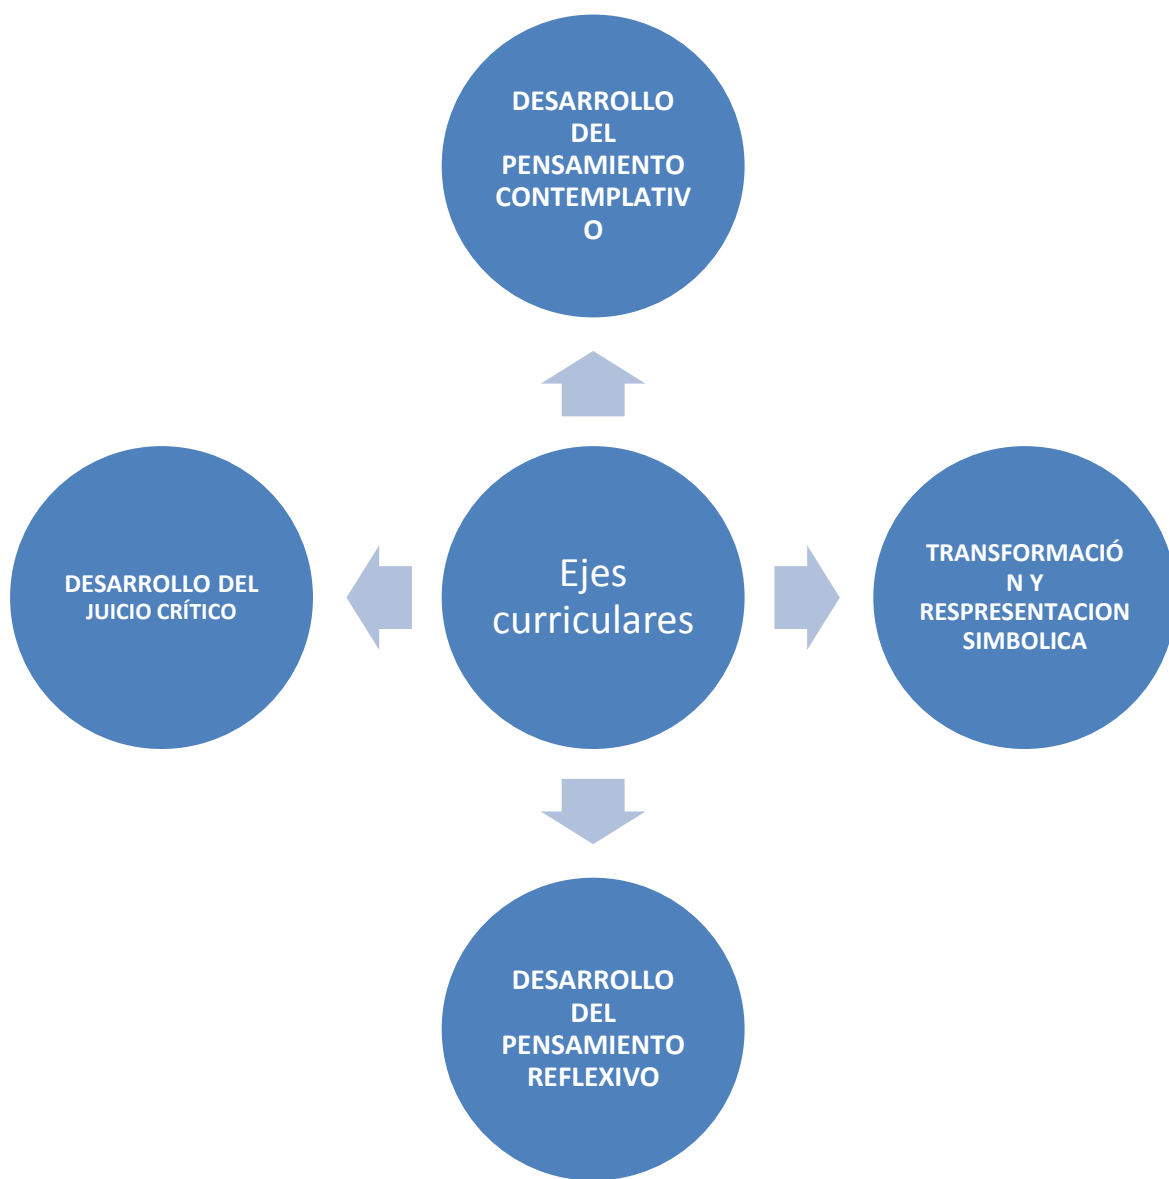 DESARROLLO
DEL
PENSAMIENTO
CONTEMPLATIV
O
DESARROLLO DEL
JUICIO CRÍTICO
Ejes
curriculares
TRANSFORMACIÓ
N Y
RESPRESENTACION
SIMBOLICA
DESARROLLO
DEL
PENSAMIENTO
REFLEXIVO